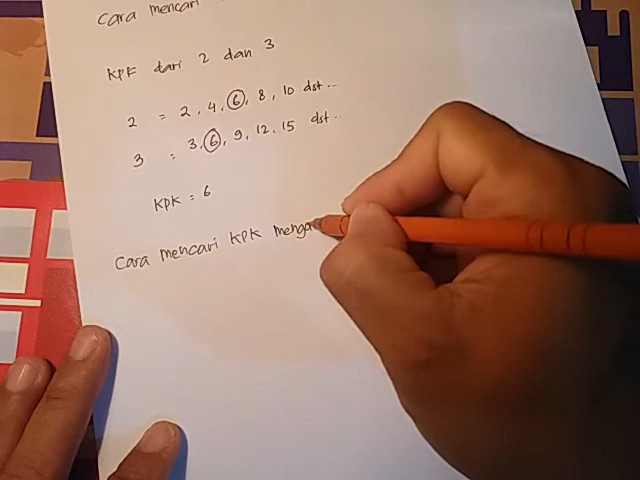 Cara mencari
KPK dari 2 dan 3
2 = 2, 4, 6, 8, 10 dst...
3 = 3, 6, 9, 12, 15 dst...
KPK = 6
Cara mencari KPK menga